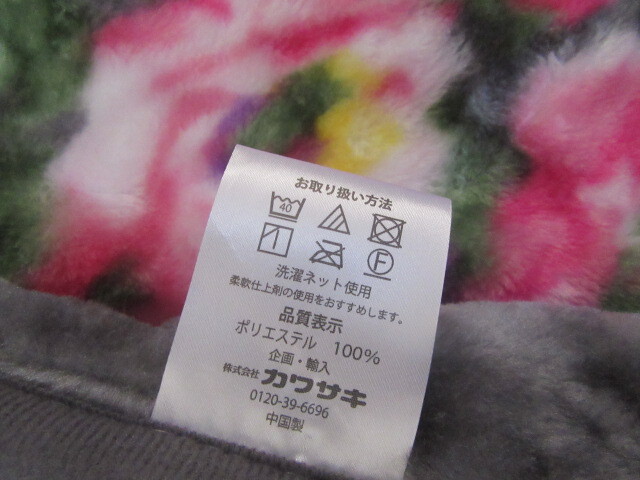 お取り扱い方法
40
F
洗濯ネット使用
柔軟仕上剤の使用をおすすめします。
品質表示
ポリエステル 100%
企画・輸入
株式会社 カワサキ
0120-39-6696
中国製